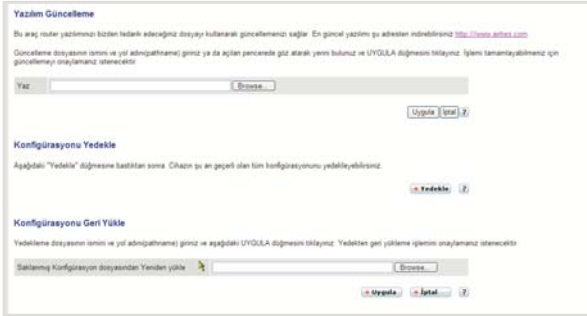 Yazılım Güncelleme
Bu araç router yazılımınızı bizden tedarik edeceğiniz dosyayı kullanarak güncellemenizi sağlar. En güncel yazılımı şu adresten indirebilirsiniz http://www.airties.com
Güncelleme dosyasının ismini ve yol adını(pathname) giriniz ya da açılan pencerede göz atarak yerini bulunuz ve UYGULA düğmesini tıklayınız. İşlemi tamamlayabilmeniz için
güncellemeyi onaylamanız istenecektir
Yaz Browse...
Uygula İptal ?
Konfigürasyonu Yedekle
Aşağıdaki "Yedekle" düğmesine bastıktan sonra Cihazın şu an geçerli olan tüm konfigürasyonunu yedekleyebilirsiniz.
Yedekle ?
Konfigürasyonu Geri Yükle
Yedekleme dosyasının ismini ve yol adını(pathname) giriniz ve aşağıdaki UYGULA düğmesini tıklayınız. Yedekten geri yükleme işlemini onaylamanız istenecektir
Saklanmış Konfigürasyon dosyasından Yeniden yükle Browse...
Uygula İptal ?